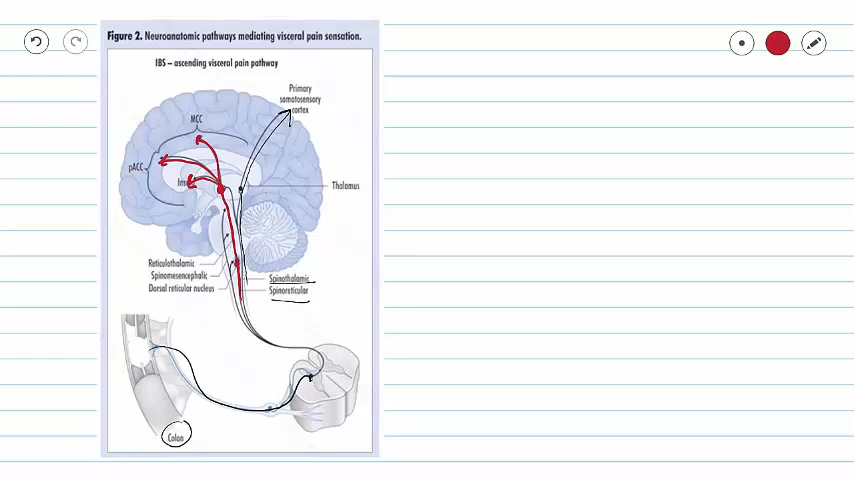 Figure 2. Neuroanatomic pathways mediating visceral pain sensation.
IBS – ascending visceral pain pathway
Primary
somatosensory
cortex
MCC
pACC
Thalamus
Reticulothalamic
Spinomesencephalic
Dorsal reticular nucleus
Spinothalamic
Spinoreticular
Colon